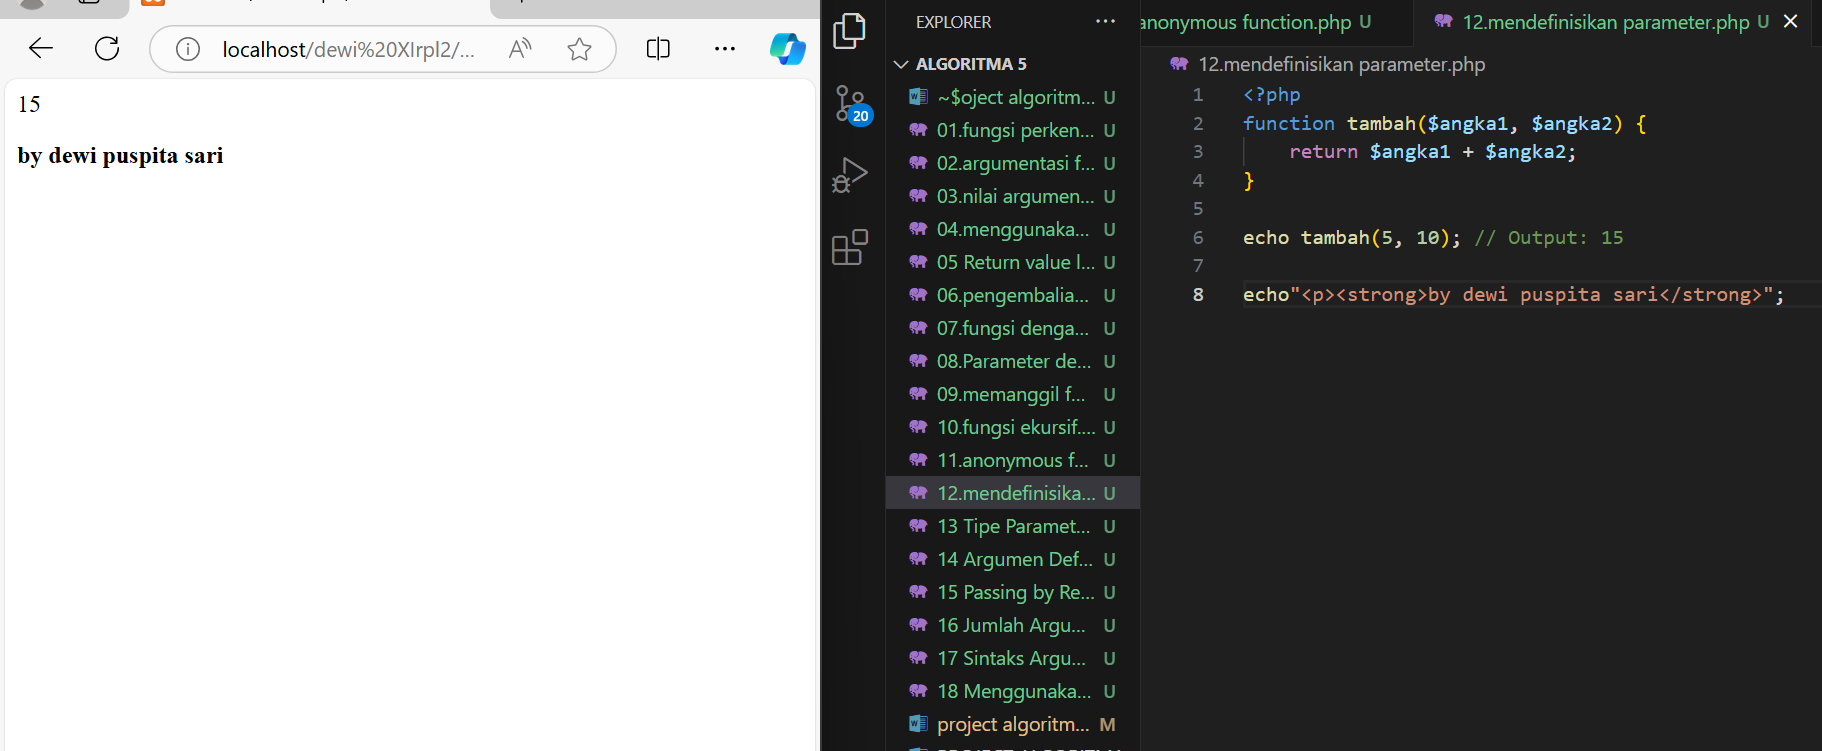 localhost/dewi%20XIrpl2/...
15
by dewi puspita sari
20
EXPLORER
ALGORITMA 5
~$oject algoritm... U
01.fungsi perken... U
02.argumentasi f... U
03.nilai argumen... U
04.menggunaka... U
05 Return value l... U
06.pengembalia... U
07.fungsi denga... U
08.Parameter de... U
09.memanggil f... U
10.fungsi ekursif.... U
11.anonymous f... U
12.mendefinisika... U
13 Tipe Paramet... U
14 Argumen Def... U
15 Passing by Re... U
16 Jumlah Argu... U
17 Sintaks Argu... U
18 Menggunaka... U
project algoritm... M
anonymous function.php U
12.mendefinisikan parameter.php U
12.mendefinisikan parameter.php
1 <?php
2 function tambah($angka1, $angka2) {
3 return $angka1 + $angka2;
4 }
5
6 echo tambah(5, 10); // Output: 15
7
8 echo"<p><strong>by dewi puspita sari</strong>";